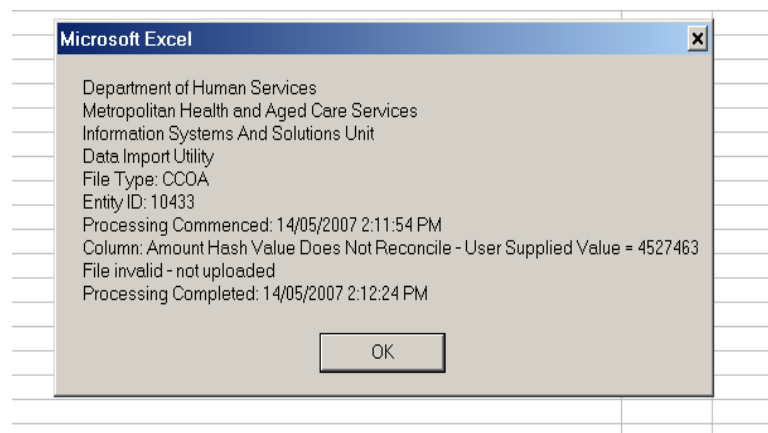 Microsoft Excel
Department of Human Services
Metropolitan Health and Aged Care Services
Information Systems And Solutions Unit
Data Import Utility
File Type: CCOA
Entity ID: 10433
Processing Commenced: 14/05/2007 2:11:54 PM
Column: Amount Hash Value Does Not Reconcile - User Supplied Value = 4527463
File invalid - not uploaded
Processing Completed: 14/05/2007 2:12:24 PM
OK